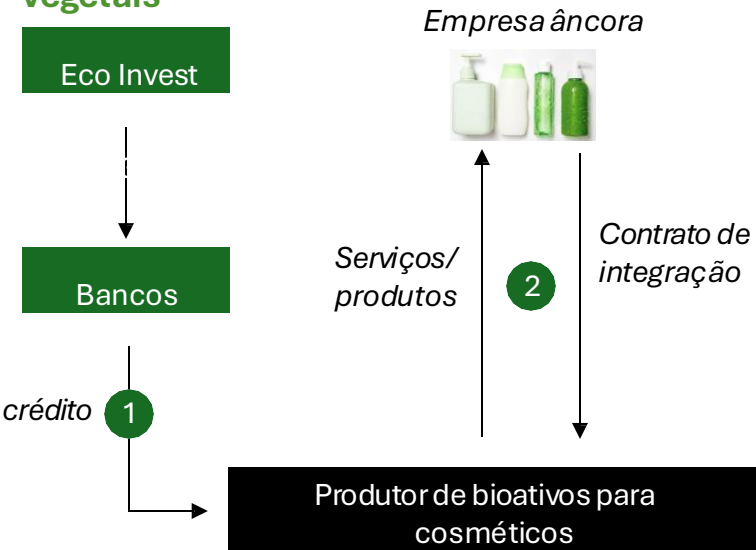 vegetais
Empresa âncora
Eco Invest
Serviços/
produtos
2
Contrato de
integração
Bancos
crédito
1
Produtor de bioativos para
cosméticos